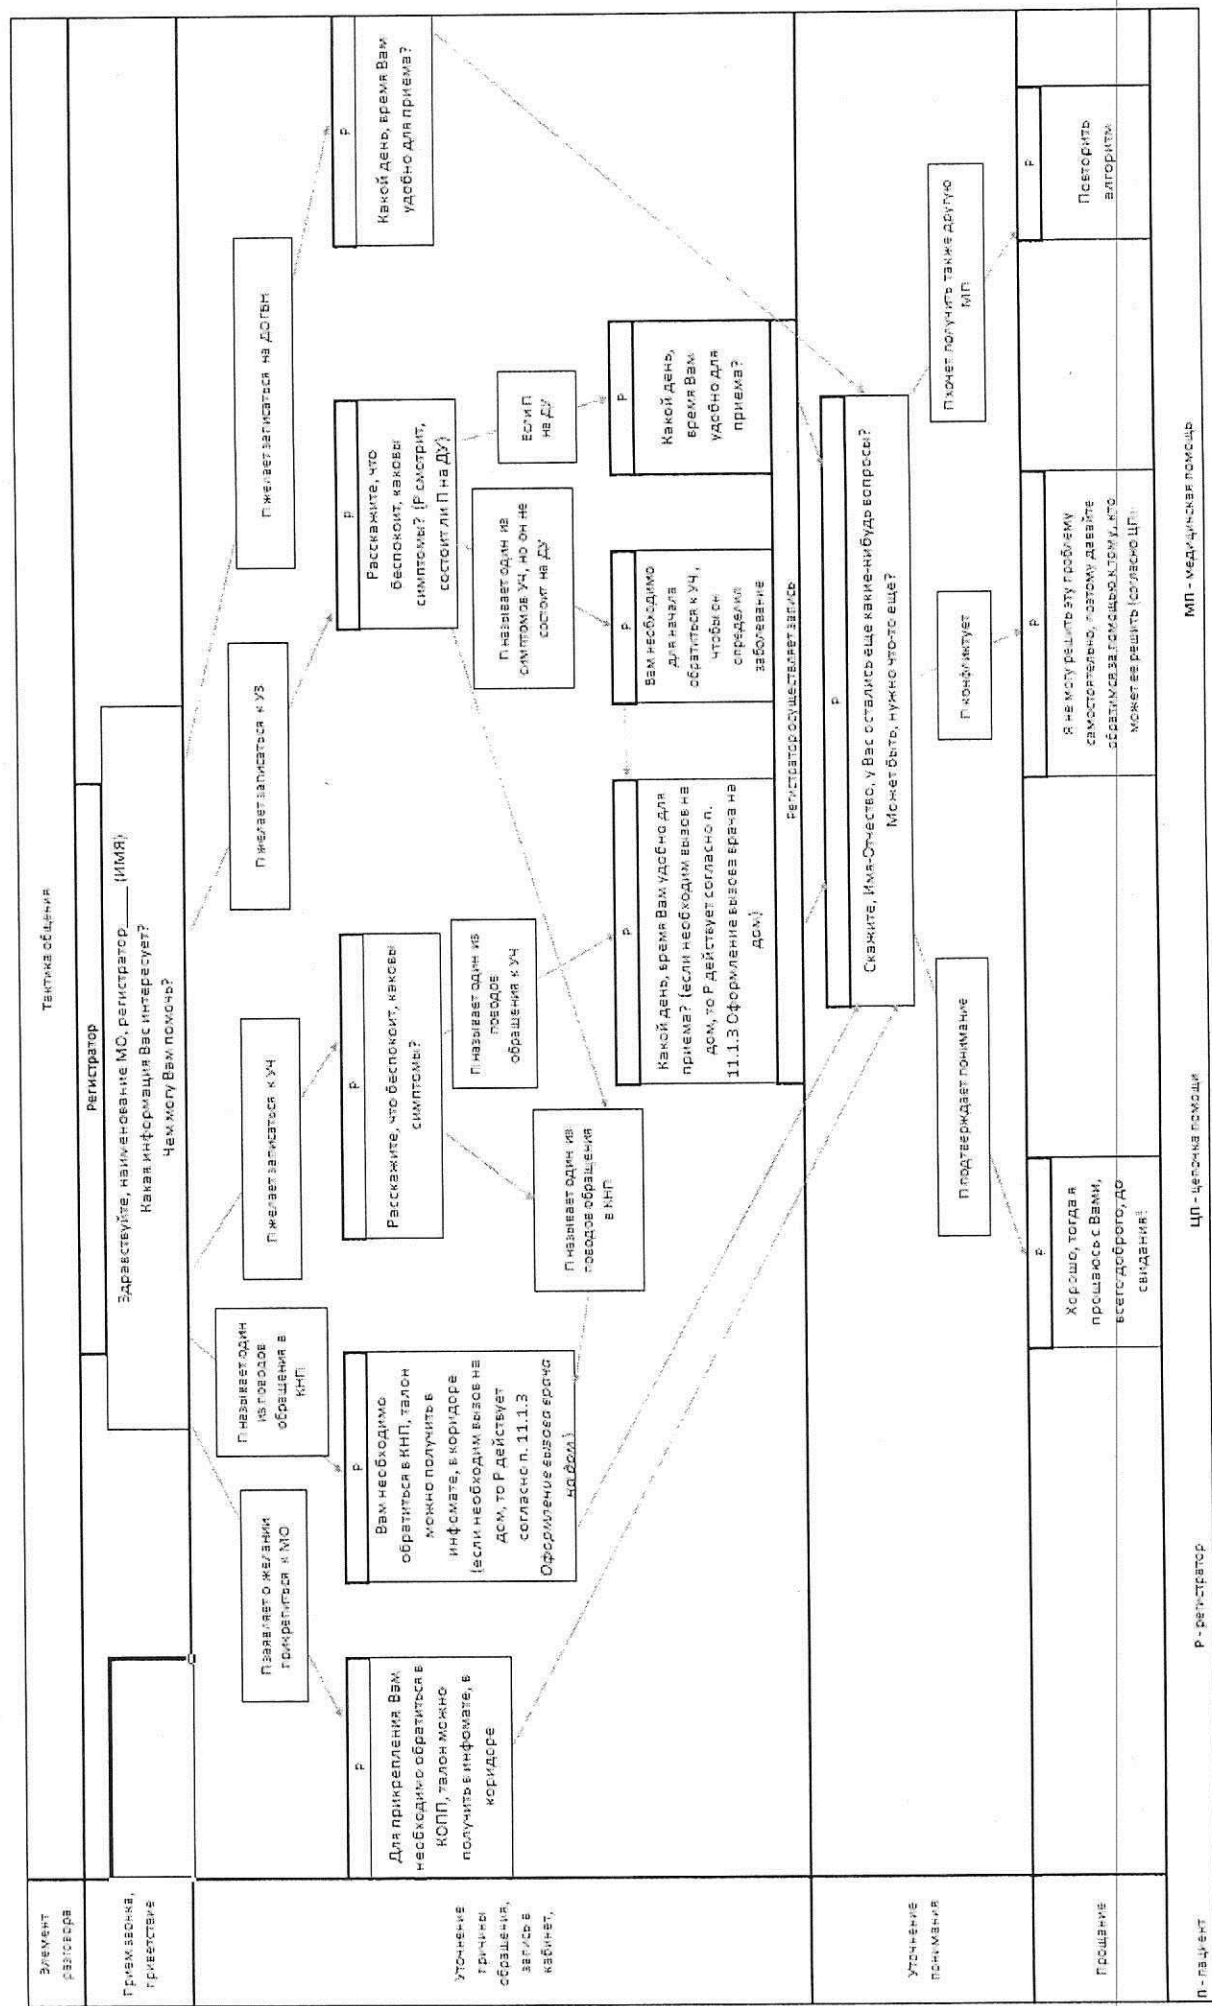 Элемент
разговора
Тактика общения
Прием звонка,
приветствие
Регистратор
Здравствуйте, наименование МО, регистратор_____(ИМЯ)
Какая информация Вас интересует?
Чем могу Вам помочь?
Уточнение
причины
обращения,
запись в
кабинет,
П заявляет о желании
прикрепиться к МО
П называет один
из поводов
обращения в
КНП
П желает записаться к УЧ
П желает записаться к УЗ
П желает записаться на ДОГВН
Р
Для прикрепления Вам
необходимо обратиться в
КОПП, талон можно
получить в инфомате, в
коридоре
Р
Вам необходимо
обратиться в КНП, талон
можно получить в
инфомате, в коридоре
(если необходим вызов на
дом, то Р действует
согласно п. 11.1.3
Оформление вызова врача
на дом)
Р
Расскажите, что беспокоит, каковы
симптомы?
Р
Расскажите, что
беспокоит, каковы
симптомы? (Р смотрит,
состоит ли П на ДУ)
Р
Какой день, время Вам
удобно для приема?
П называет один из
поводов обращения
в КНП
П называет один из
поводов
обращения к УЧ
П называет один из
симптомов УЧ, но он не
состоит на ДУ
Если П
на ДУ
Р
Какой день, время Вам удобно для
приема? (если необходим вызов на
дом, то Р действует согласно п.
11.1.3 Оформление вызова врача на
дом)
Р
Вам необходимо
для начала
обратиться к УЧ,
чтобы он
определил
заболевание
Р
Какой день,
время Вам
удобно для
приема?
Регистратор осуществляет запись
Уточнение
понимания
Р
Скажите, Имя-Отчество, у Вас остались еще какие-нибудь вопросы?
Может быть, нужно что-то еще?
П подтверждает понимание
П конфликтует
П хочет получить также другую
МП
Прощание
Р
Хорошо, тогда я
прощаюсь с Вами,
всего доброго, до
свидания!
Р
Я не могу решить эту проблему
самостоятельно, поэтому давайте
обратимся за помощью к тому, кто
может ее решить (согласно ЦП)
Р
Повторить
алгоритм
П - пациент
Р - регистратор
ЦП - цепочка помощи
МП - медицинская помощь